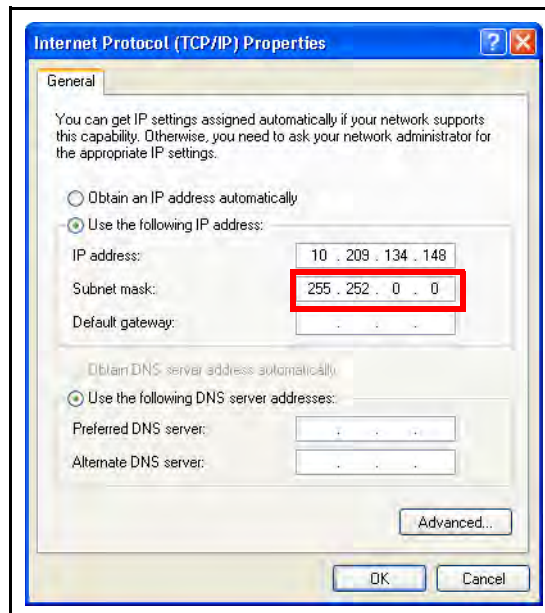 Internet Protocol (TCP/IP) Properties
General
You can get IP settings assigned automatically if your network supports
this capability. Otherwise, you need to ask your network administrator for
the appropriate IP settings.
Obtain an IP address automatically
Use the following IP address:
IP address: 10 . 209 . 134 . 148
Subnet mask: 255 . 252 . 0 . 0
Default gateway: . . .
Obtain DNS server address automatically
Use the following DNS server addresses:
Preferred DNS server: . . .
Alternate DNS server: . . .
Advanced...
OK Cancel